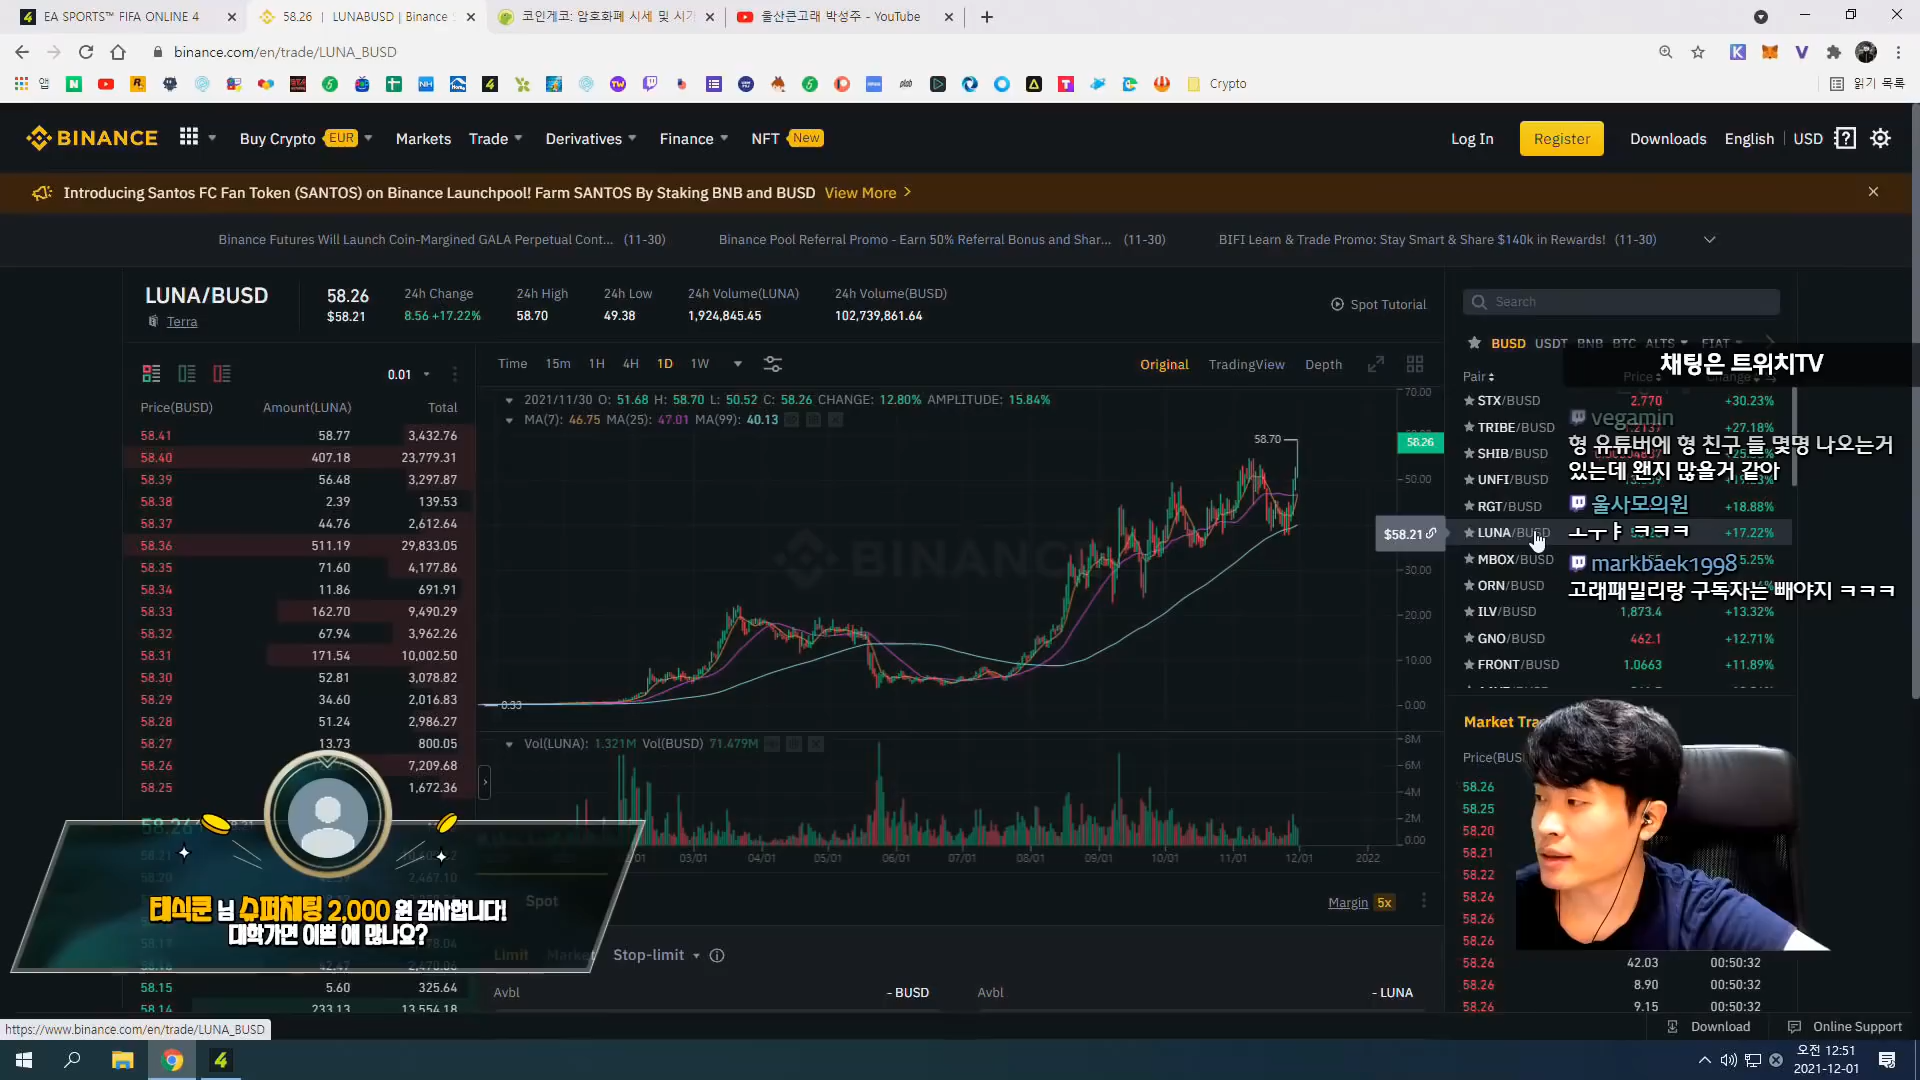 EA SPORTS™ FIFA ONLINE 4
58.26 | LUNABUSD | Binance
코인게코: 암호화폐 시세 및 시가
울산큰고래 박성주 - YouTube
binance.com/en/trade/LUNA_BUSD
앱
Crypto
읽기 목록
BINANCE
Buy Crypto EUR
Markets
Trade
Derivatives
Finance
NFT New
Log In
Register
Downloads
English
USD
Introducing Santos FC Fan Token (SANTOS) on Binance Launchpool! Farm SANTOS By Staking BNB and BUSD View More
Binance Futures Will Launch Coin-Margined GALA Perpetual Cont... (11-30)
Binance Pool Referral Promo - Earn 50% Referral Bonus and Shar... (11-30)
BIFI Learn & Trade Promo: Stay Smart & Share $140k in Rewards! (11-30)
LUNA/BUSD
Terra
58.26
$58.21
24h Change
8.56 +17.22%
24h High
58.70
24h Low
49.38
24h Volume(LUNA)
1,924,845.45
24h Volume(BUSD)
102,739,861.64
Spot Tutorial
0.01
Price(BUSD) Amount(LUNA) Total
58.41 58.77 3,432.76
58.40 407.18 23,779.31
58.39 56.48 3,297.87
58.38 2.39 139.53
58.37 44.76 2,612.64
58.36 511.19 29,833.05
58.35 71.60 4,177.86
58.34 11.86 691.91
58.33 162.70 9,490.29
58.32 67.94 3,962.26
58.31 171.54 10,002.50
58.30 52.81 3,078.82
58.29 34.60 2,016.83
58.28 51.24 2,986.27
58.27 13.73 800.05
58.26 7,209.68
58.25 1,672.36
58.15 5.60 325.64
58.14 233.13 13,554.18
태식쿤 님 슈퍼채팅 2,000 원 감사합니다!
대학가면 이쁜 애 많나요?
Time 15m 1H 4H 1D 1W
Original TradingView Depth
2021/11/30 O: 51.68 H: 58.70 L: 50.52 C: 58.26 CHANGE: 12.80% AMPLITUDE: 15.84%
MA(7): 46.75 MA(25): 47.01 MA(99): 40.13
58.70
0.33
BINANCE
70.00
58.26
50.00
30.00
20.00
10.00
0.00
Vol(LUNA): 1.321M Vol(BUSD) 71.479M
8M
6M
4M
2M
0.00
03/01 04/01 05/01 06/01 07/01 08/01 09/01 10/01 11/01 12/01 2022
Spot
Margin 5x
Limit Market Stop-limit
Avbl - BUSD
Avbl - LUNA
Search
BUSD USDT BNB BTC ALTS FIAT
Pair Price Change
채팅은 트위치TV
STX/BUSD 2.770 +30.23%
TRIBE/BUSD +27.18%
SHIB/BUSD
UNFI/BUSD
RGT/BUSD +18.88%
LUNA/BUSD +17.22%
MBOX/BUSD
ORN/BUSD
ILV/BUSD 1,873.4 +13.32%
GNO/BUSD 462.1 +12.71%
FRONT/BUSD 1.0663 +11.89%
$58.21
vegamin
형 유튜버에 형 친구 들 몇명 나오는거
있는데 왠지 많을거 같아
울사모의원
ㅗㅜㅑ ㅋㅋㅋ
markbaek1998
고래패밀리랑 구독자는 빼야지 ㅋㅋㅋ
Market Tra
Price(BUS
58.26
58.25
58.20
58.21
58.22
58.26
58.26
58.26
58.26 42.03 00:50:32
58.26 8.90 00:50:32
58.26 9.15 00:50:32
https://www.binance.com/en/trade/LUNA_BUSD
Download
Online Support
오전 12:51
2021-12-01